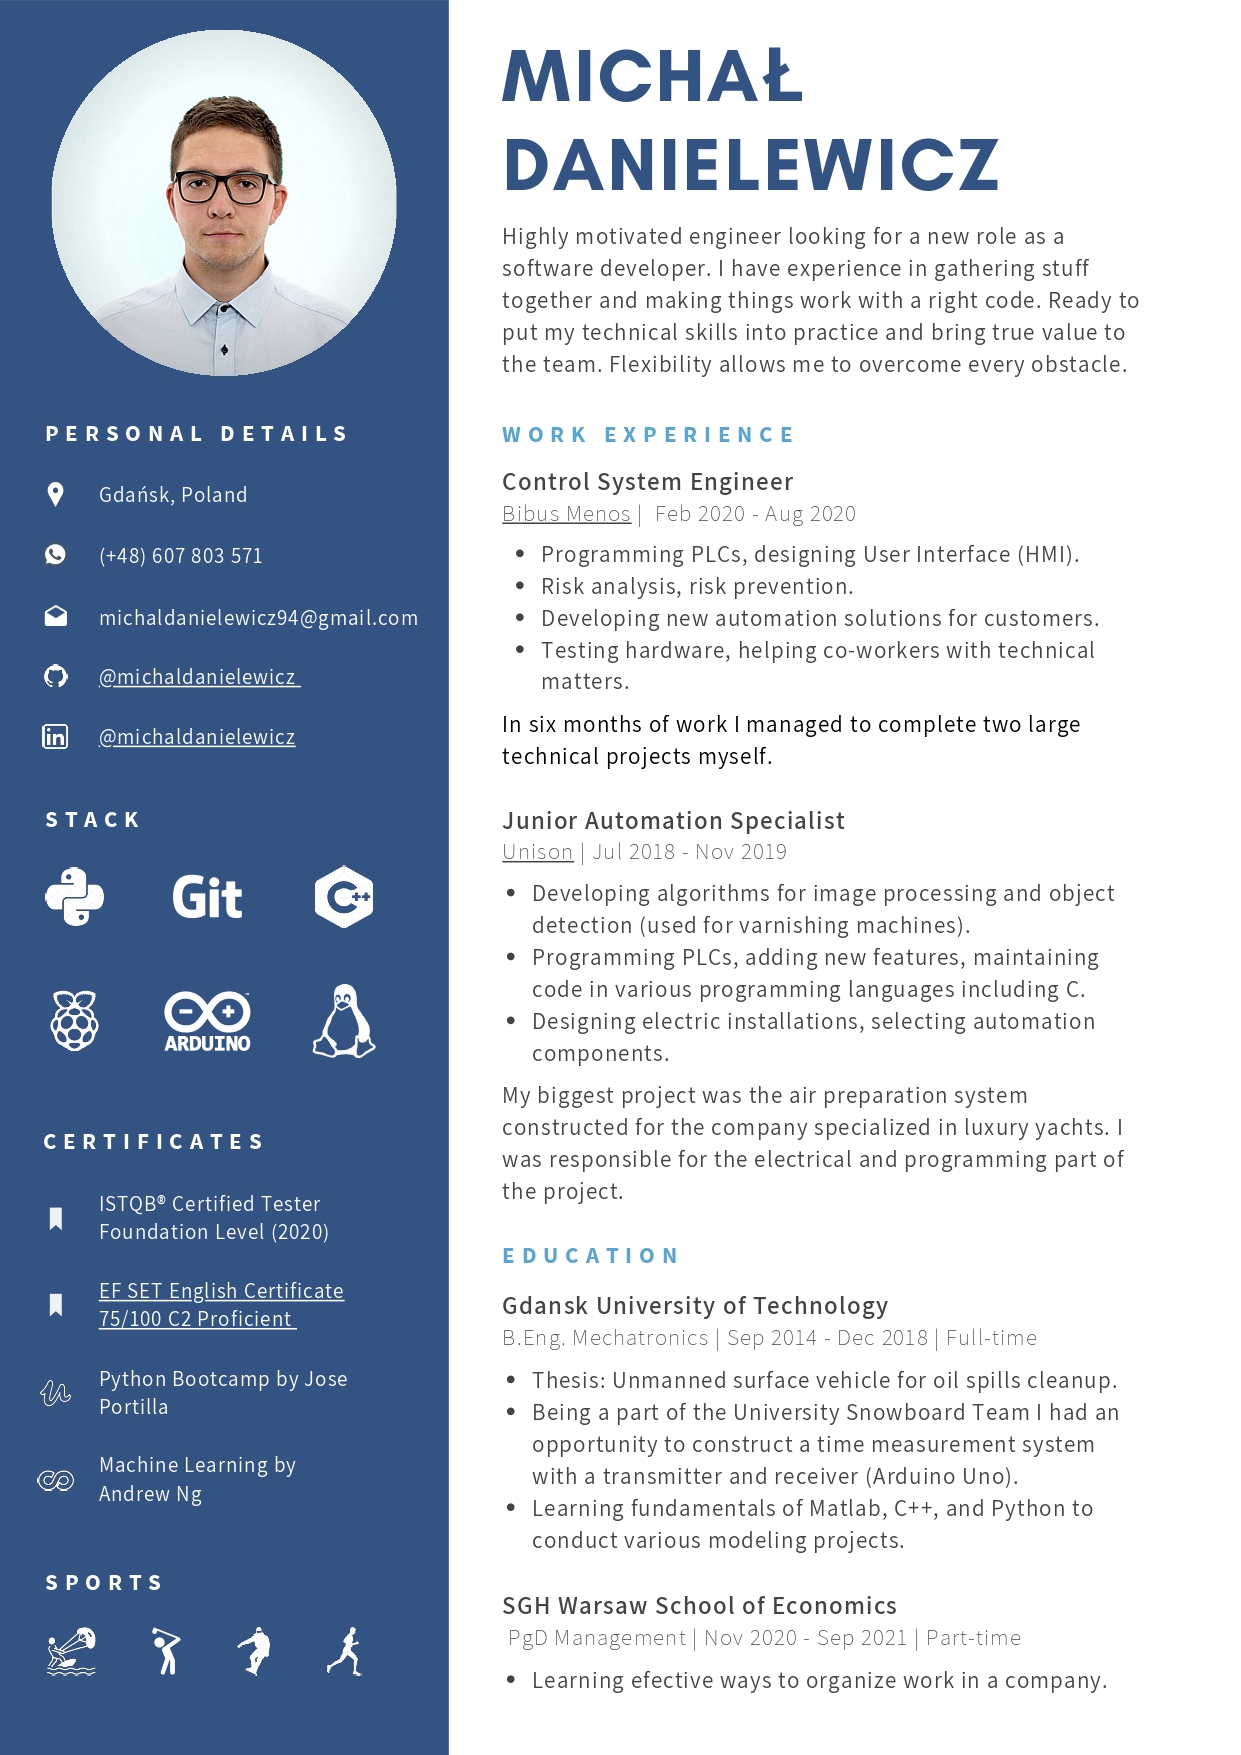 MICHAŁ
DANIELEWICZ
Highly motivated engineer looking for a new role as a
software developer. I have experience in gathering stuff
together and making things work with a right code. Ready to
put my technical skills into practice and bring true value to
the team. Flexibility allows me to overcome every obstacle.
PERSONAL DETAILS
Gdańsk, Poland
(+48) 607 803 571
michaldanielewicz94@gmail.com
@michaldanielewicz
in
@michaldanielewicz
STACK
Git
C++
ARDUINO
CERTIFICATES
ISTQB® Certified Tester
Foundation Level (2020)
EF SET English Certificate
75/100 C2 Proficient
Python Bootcamp by Jose
Portilla
Machine Learning by
Andrew Ng
SPORTS
WORK EXPERIENCE
Control System Engineer
Bibus Menos | Feb 2020 - Aug 2020
• Programming PLCs, designing User Interface (HMI).
• Risk analysis, risk prevention.
• Developing new automation solutions for customers.
• Testing hardware, helping co-workers with technical
matters.
In six months of work I managed to complete two large
technical projects myself.
Junior Automation Specialist
Unison | Jul 2018 - Nov 2019
• Developing algorithms for image processing and object
detection (used for varnishing machines).
• Programming PLCs, adding new features, maintaining
code in various programming languages including C.
• Designing electric installations, selecting automation
components.
My biggest project was the air preparation system
constructed for the company specialized in luxury yachts. I
was responsible for the electrical and programming part of
the project.
EDUCATION
Gdansk University of Technology
B.Eng. Mechatronics | Sep 2014 - Dec 2018 | Full-time
• Thesis: Unmanned surface vehicle for oil spills cleanup.
• Being a part of the University Snowboard Team I had an
opportunity to construct a time measurement system
with a transmitter and receiver (Arduino Uno).
• Learning fundamentals of Matlab, C++, and Python to
conduct various modeling projects.
SGH Warsaw School of Economics
PgD Management | Nov 2020 - Sep 2021 | Part-time
• Learning efective ways to organize work in a company.